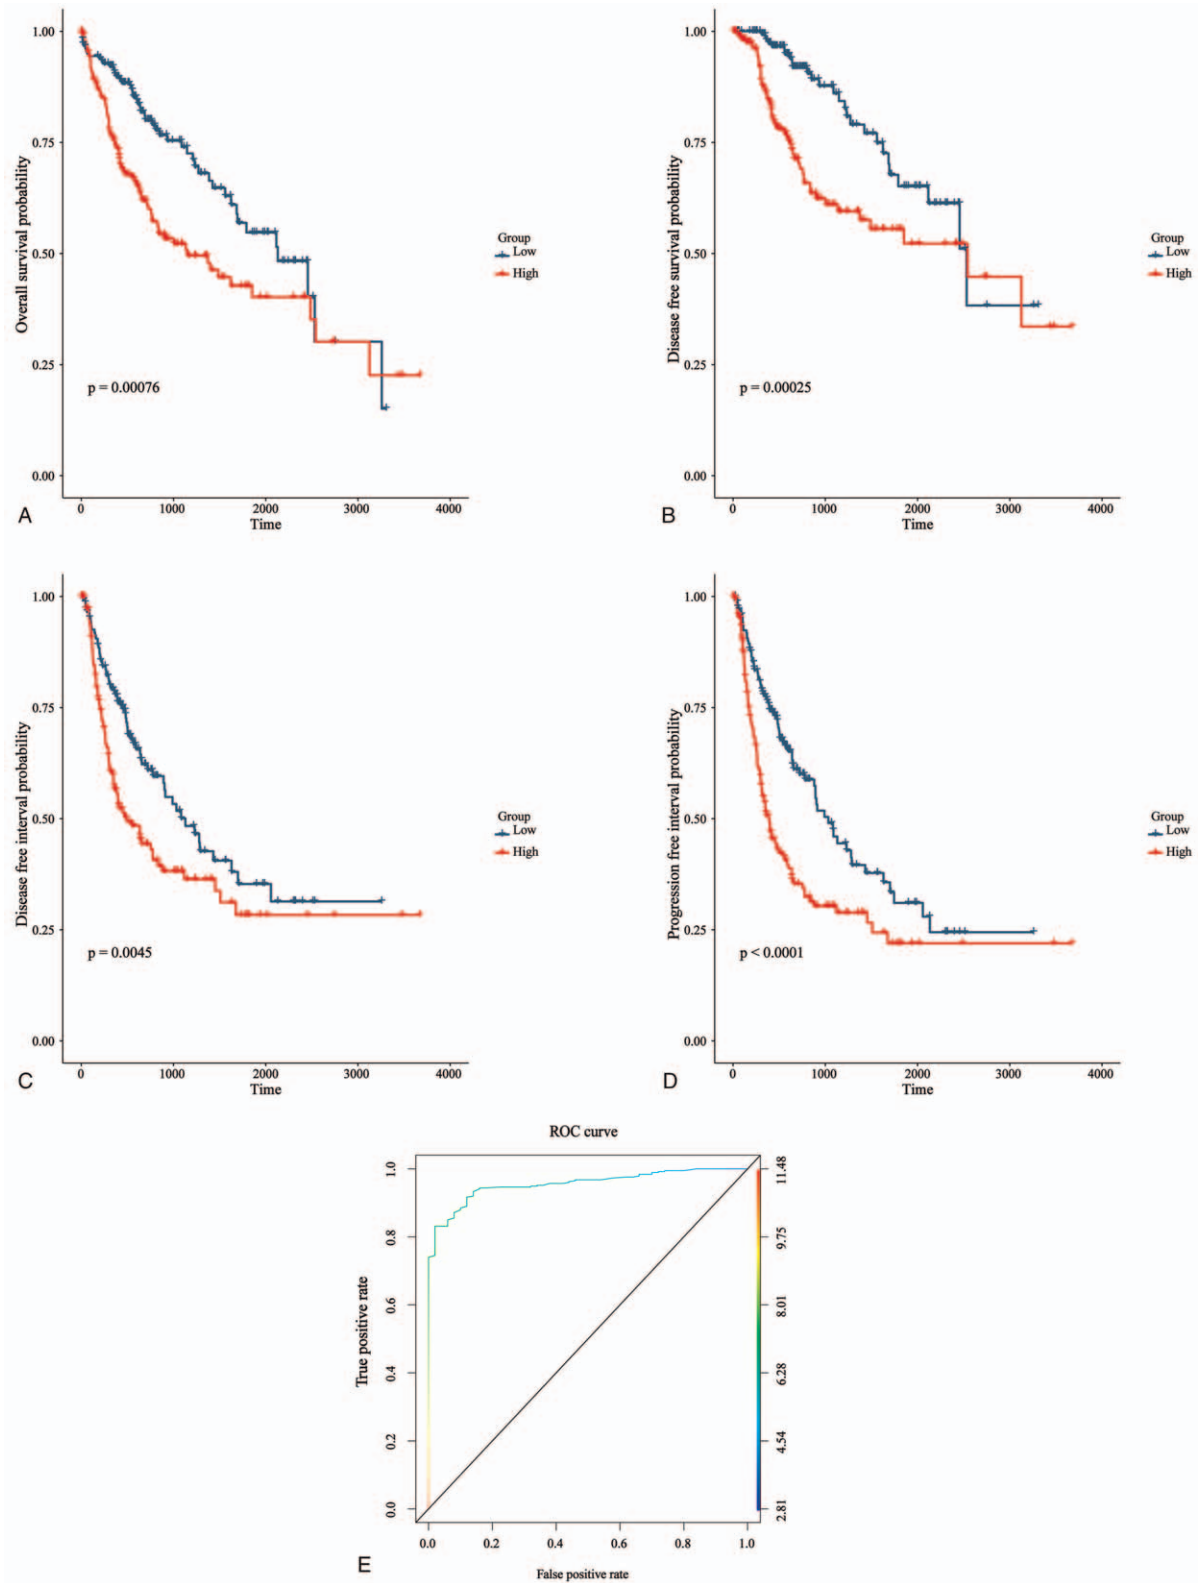 Overall survival probability
1.00
0.75
0.50
0.25
0.00
p = 0.00076
0 1000 2000 3000 4000
Time
Group
Low
High
A
Disease free survival probability
1.00
0.75
0.50
0.25
0.00
p = 0.00025
0 1000 2000 3000 4000
Time
Group
Low
High
B
Disease free interval probability
1.00
0.75
0.50
0.25
0.00
p = 0.0045
0 1000 2000 3000 4000
Time
Group
Low
High
C
Progression free interval probability
1.00
0.75
0.50
0.25
0.00
p < 0.0001
0 1000 2000 3000 4000
Time
Group
Low
High
D
ROC curve
True positive rate
1.0
0.8
0.6
0.4
0.2
0.0
11.48
9.75
8.01
6.28
4.54
2.81
0.0 0.2 0.4 0.6 0.8 1.0
False positive rate
E